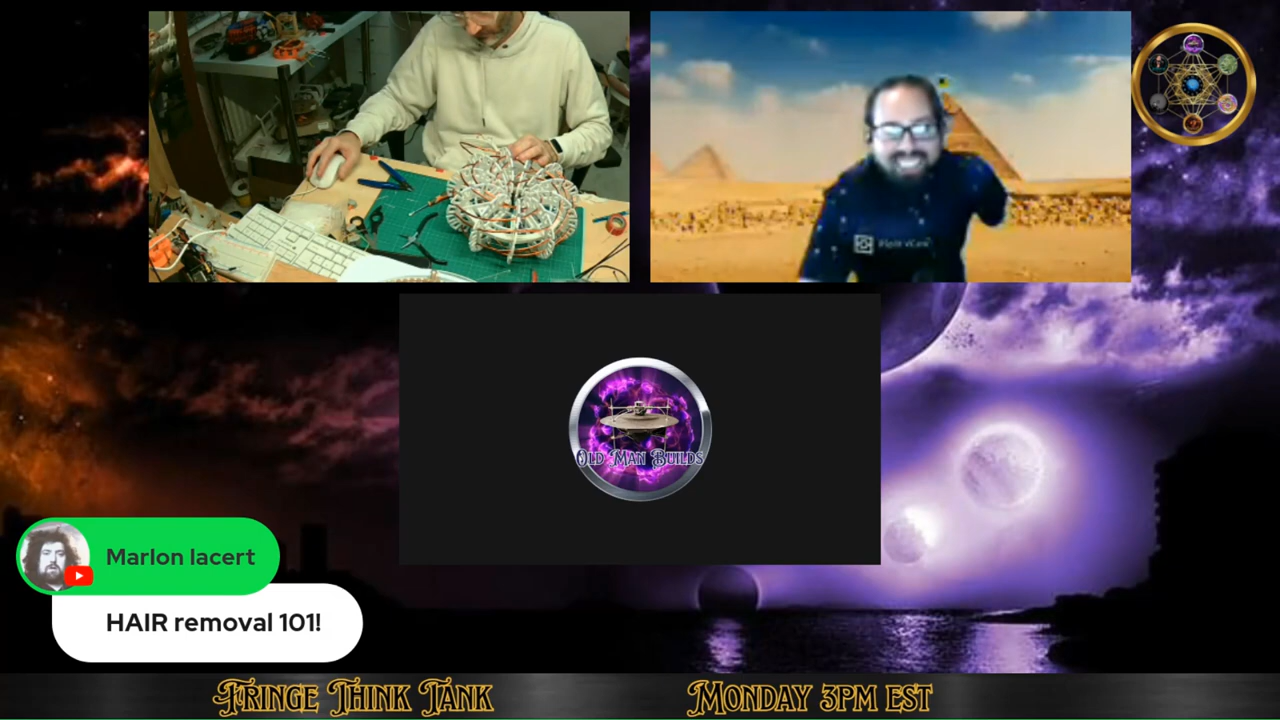 Old Man Builds
Marlon lacert
HAIR removal 101!
Fringe Think Tank
Monday 3PM EST